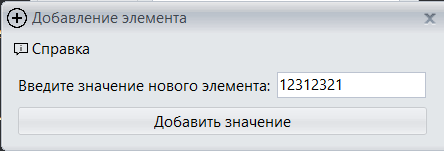 Добавление элемента
Справка
Введите значение нового элемента: 12312321
Добавить значение